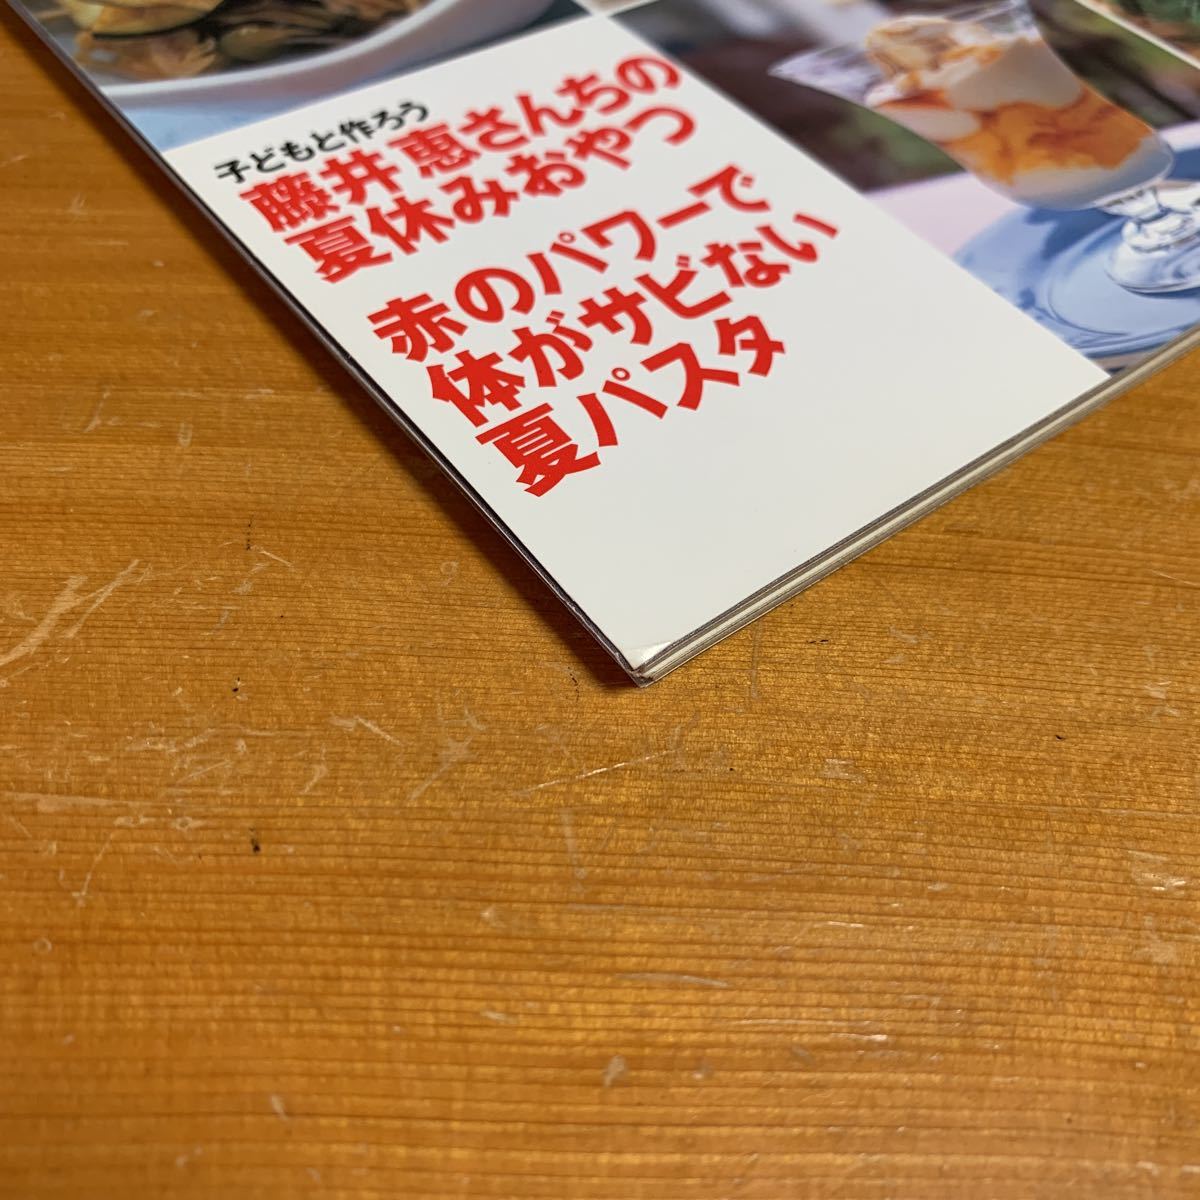 子どもと作ろう
藤井 恵さんちの
夏休みおやつ
赤のパワーで
体がサビない
夏パスタ